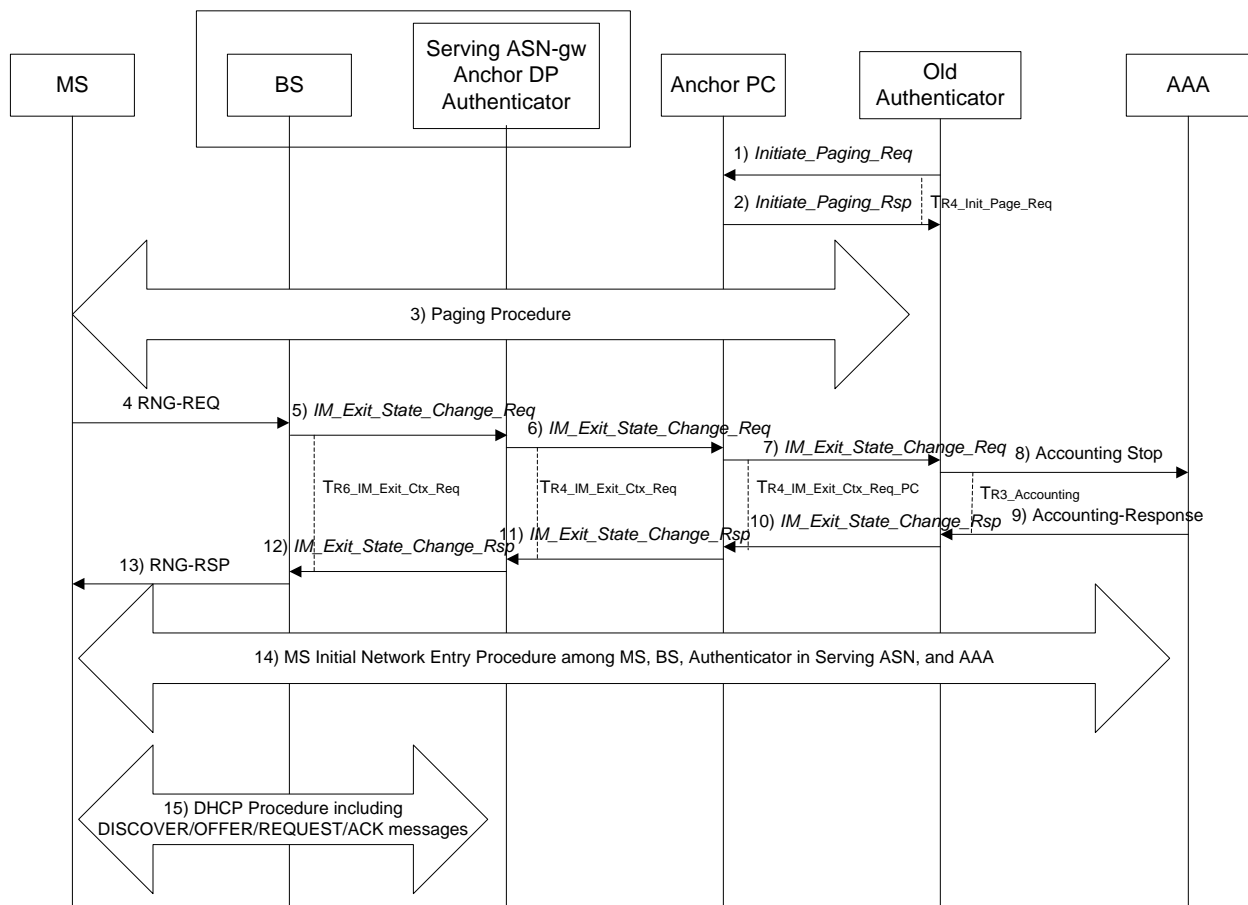 Serving ASN-gw
Anchor DP
Authenticator
MS
BS
Anchor PC
Old
Authenticator
AAA
1) Initiate_Paging_Req
2) Initiate_Paging_Rsp
TR4_Init_Page_Req
3) Paging Procedure
4 RNG-REQ
5) IM_Exit_State_Change_Req
6) IM_Exit_State_Change_Req
7) IM_Exit_State_Change_Req
8) Accounting Stop
TR6_IM_Exit_Ctx_Req
TR4_IM_Exit_Ctx_Req
TR4_IM_Exit_Ctx_Req_PC
TR3_Accounting
9) Accounting-Response
10) IM_Exit_State_Change_Rsp
11) IM_Exit_State_Change_Rsp
12) IM_Exit_State_Change_Rsp
13) RNG-RSP
14) MS Initial Network Entry Procedure among MS, BS, Authenticator in Serving ASN, and AAA
15) DHCP Procedure including
DISCOVER/OFFER/REQUEST/ACK messages